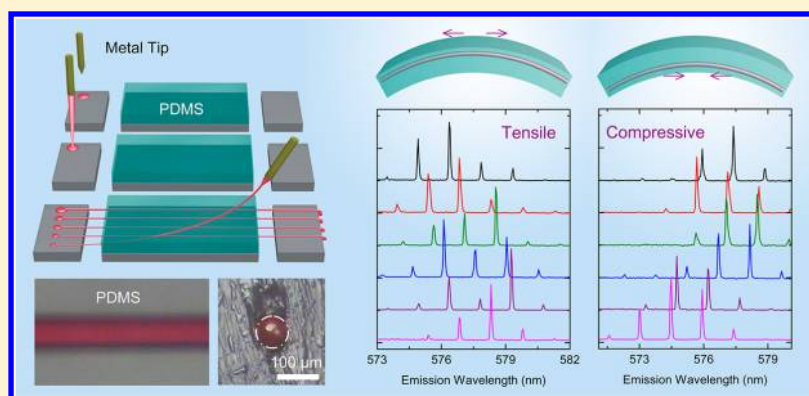 Metal Tip
PDMS
PDMS
100 μm
Tensile
573 576 579 582
Emission Wavelength (nm)
Compressive
573 576 579
Emission Wavelength (nm)